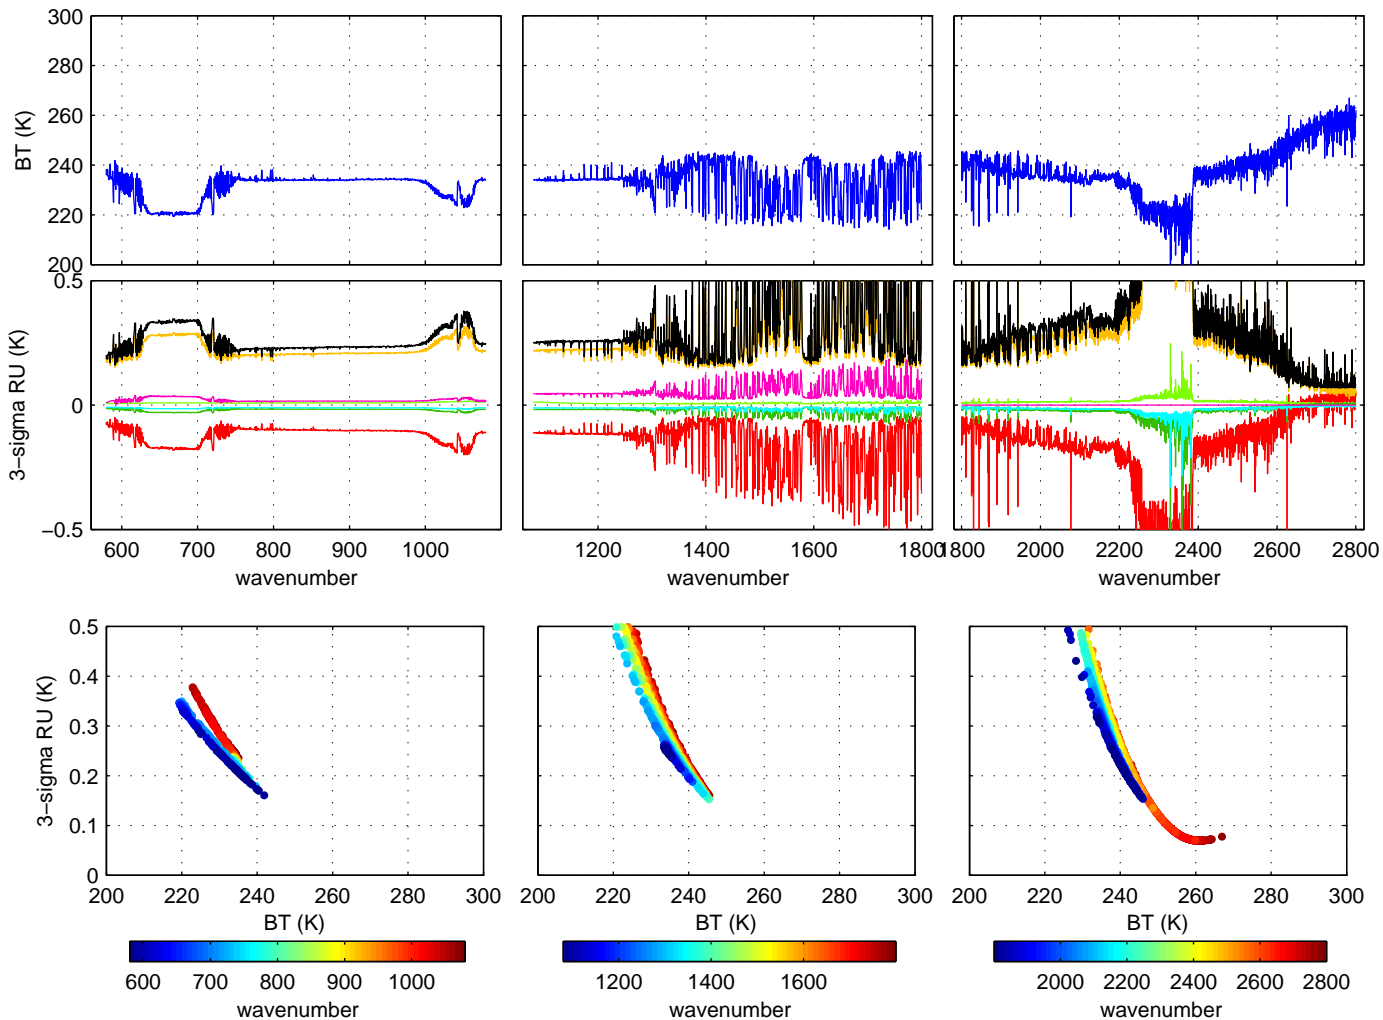 300
280
260
240
220
200
BT (K)
0.5
0
−0.5
3−sigma RU (K)
600 700 800 900 1000
1200 1400 1600 1800
1800 2000 2200 2400 2600 2800
wavenumber wavenumber wavenumber
0.5
0.4
0.3
0.2
0.1
0
3−sigma RU (K)
200 220 240 260 280 300
200 220 240 260 280 300
200 220 240 260 280 300
BT (K) BT (K) BT (K)
600 700 800 900 1000
1200 1400 1600
2000 2200 2400 2600 2800
wavenumber wavenumber wavenumber